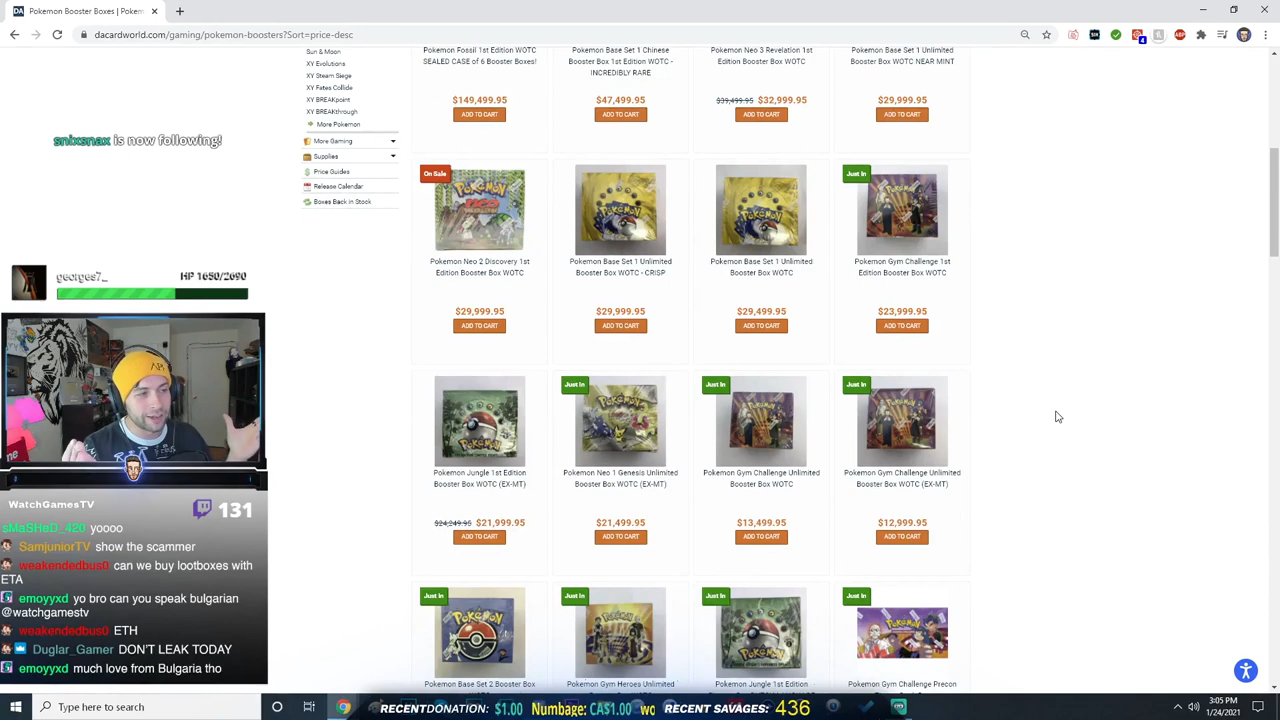 Pokemon Booster Boxes | Pokem
dacardworld.com/gaming/pokemon-boosters?Sort=price-desc
4
Sun & Moon
XY Evolutions
XY Steam Siege
XY Fates Collide
XY BREAKpoint
XY BREAKthrough
More Pokemon
More Gaming
Supplies
Price Guides
Release Calendar
Boxes Back in Stock
Pokemon Fossil 1st Edition WOTC
SEALED CASE of 6 Booster Boxes!
$149,499.95
ADD TO CART
Pokemon Base Set 1 Chinese
Booster Box 1st Edition WOTC -
INCREDIBLY RARE
$47,499.95
ADD TO CART
Pokemon Neo 3 Revelation 1st
Edition Booster Box WOTC
$39,499.95 $32,999.95
ADD TO CART
Pokemon Base Set 1 Unlimited
Booster Box WOTC NEAR MINT
$29,999.95
ADD TO CART
On Sale
Pokemon Neo 2 Discovery 1st
Edition Booster Box WOTC
$29,999.95
ADD TO CART
Pokemon Base Set 1 Unlimited
Booster Box WOTC - CRISP
$29,999.95
ADD TO CART
Pokemon Base Set 1 Unlimited
Booster Box WOTC
$29,499.95
ADD TO CART
Just In
Pokemon Gym Challenge 1st
Edition Booster Box WOTC
$23,999.95
ADD TO CART
Pokemon Jungle 1st Edition
Booster Box WOTC (EX-MT)
$24,249.95 $21,999.95
ADD TO CART
Just In
Pokemon Neo 1 Genesis Unlimited
Booster Box WOTC (EX-MT)
$21,499.95
ADD TO CART
Just In
Pokemon Gym Challenge Unlimited
Booster Box WOTC
$13,499.95
ADD TO CART
Just In
Pokemon Gym Challenge Unlimited
Booster Box WOTC (EX-MT)
$12,999.95
ADD TO CART
Just In
Pokemon Base Set 2 Booster Box
Just In
Pokemon Gym Heroes Unlimited
Just In
Pokemon Jungle 1st Edition
Just In
Pokemon Gym Challenge Precon
snixsnax is now following!
georges7_ HP 1650/2690
WatchGamesTV 131
sMaSHeD_420 yoooo
SamjuniorTV show the scammer
weakendedbus0 can we buy lootboxes with
ETA
emoyyxd yo bro can you speak bulgarian
@watchgamestv
weakendedbus0 ETH
Duglar_Gamer DON'T LEAK TODAY
emoyyxd much love from Bulgaria tho
Type here to search
RECENT DONATION: $1.00 Numbage: CA$1.00 wo RECENT SAVAGES: 436
3:05 PM
1/24/2021